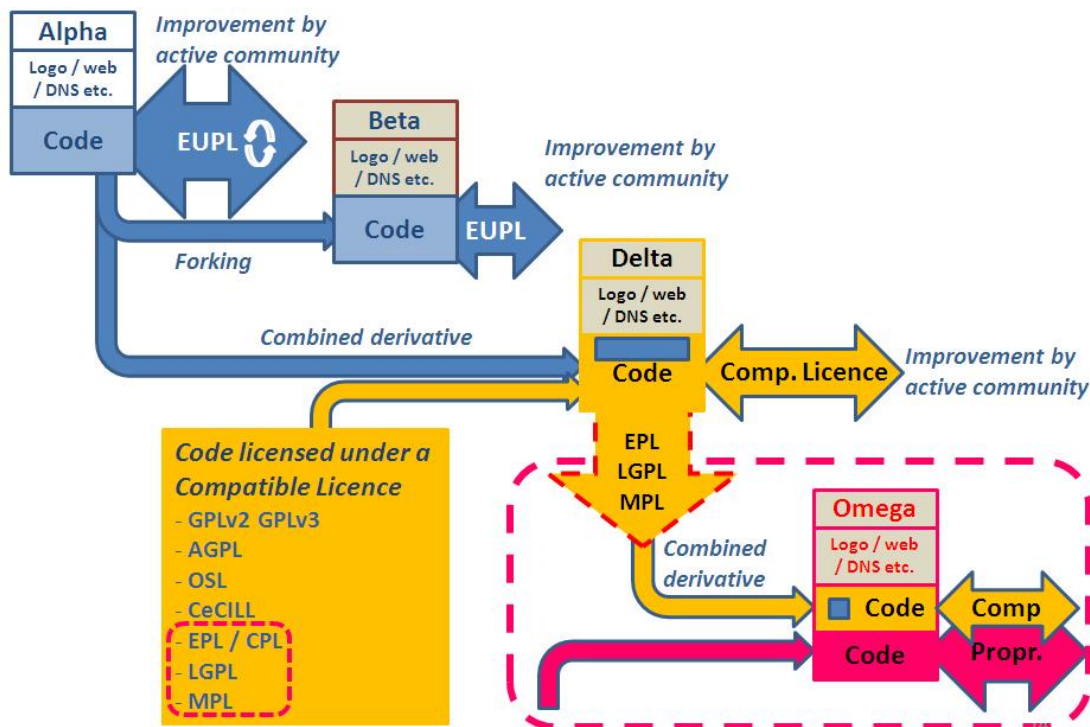 Alpha
Logo / web
/ DNS etc.
Code
Improvement by
active community
EUPL
Beta
Logo / web
/ DNS etc.
Code
EUPL
Improvement by
active community
Forking
Combined derivative
Delta
Logo / web
/ DNS etc.
Code
Comp. Licence
Improvement by
active community
Code licensed under a
Compatible Licence
- GPLv2 GPLv3
- AGPL
- OSL
- CeCILL
- EPL / CPL
- LGPL
- MPL
EPL
LGPL
MPL
Combined
derivative
Omega
Logo / web
/ DNS etc.
Code
Comp
Code
Propr.